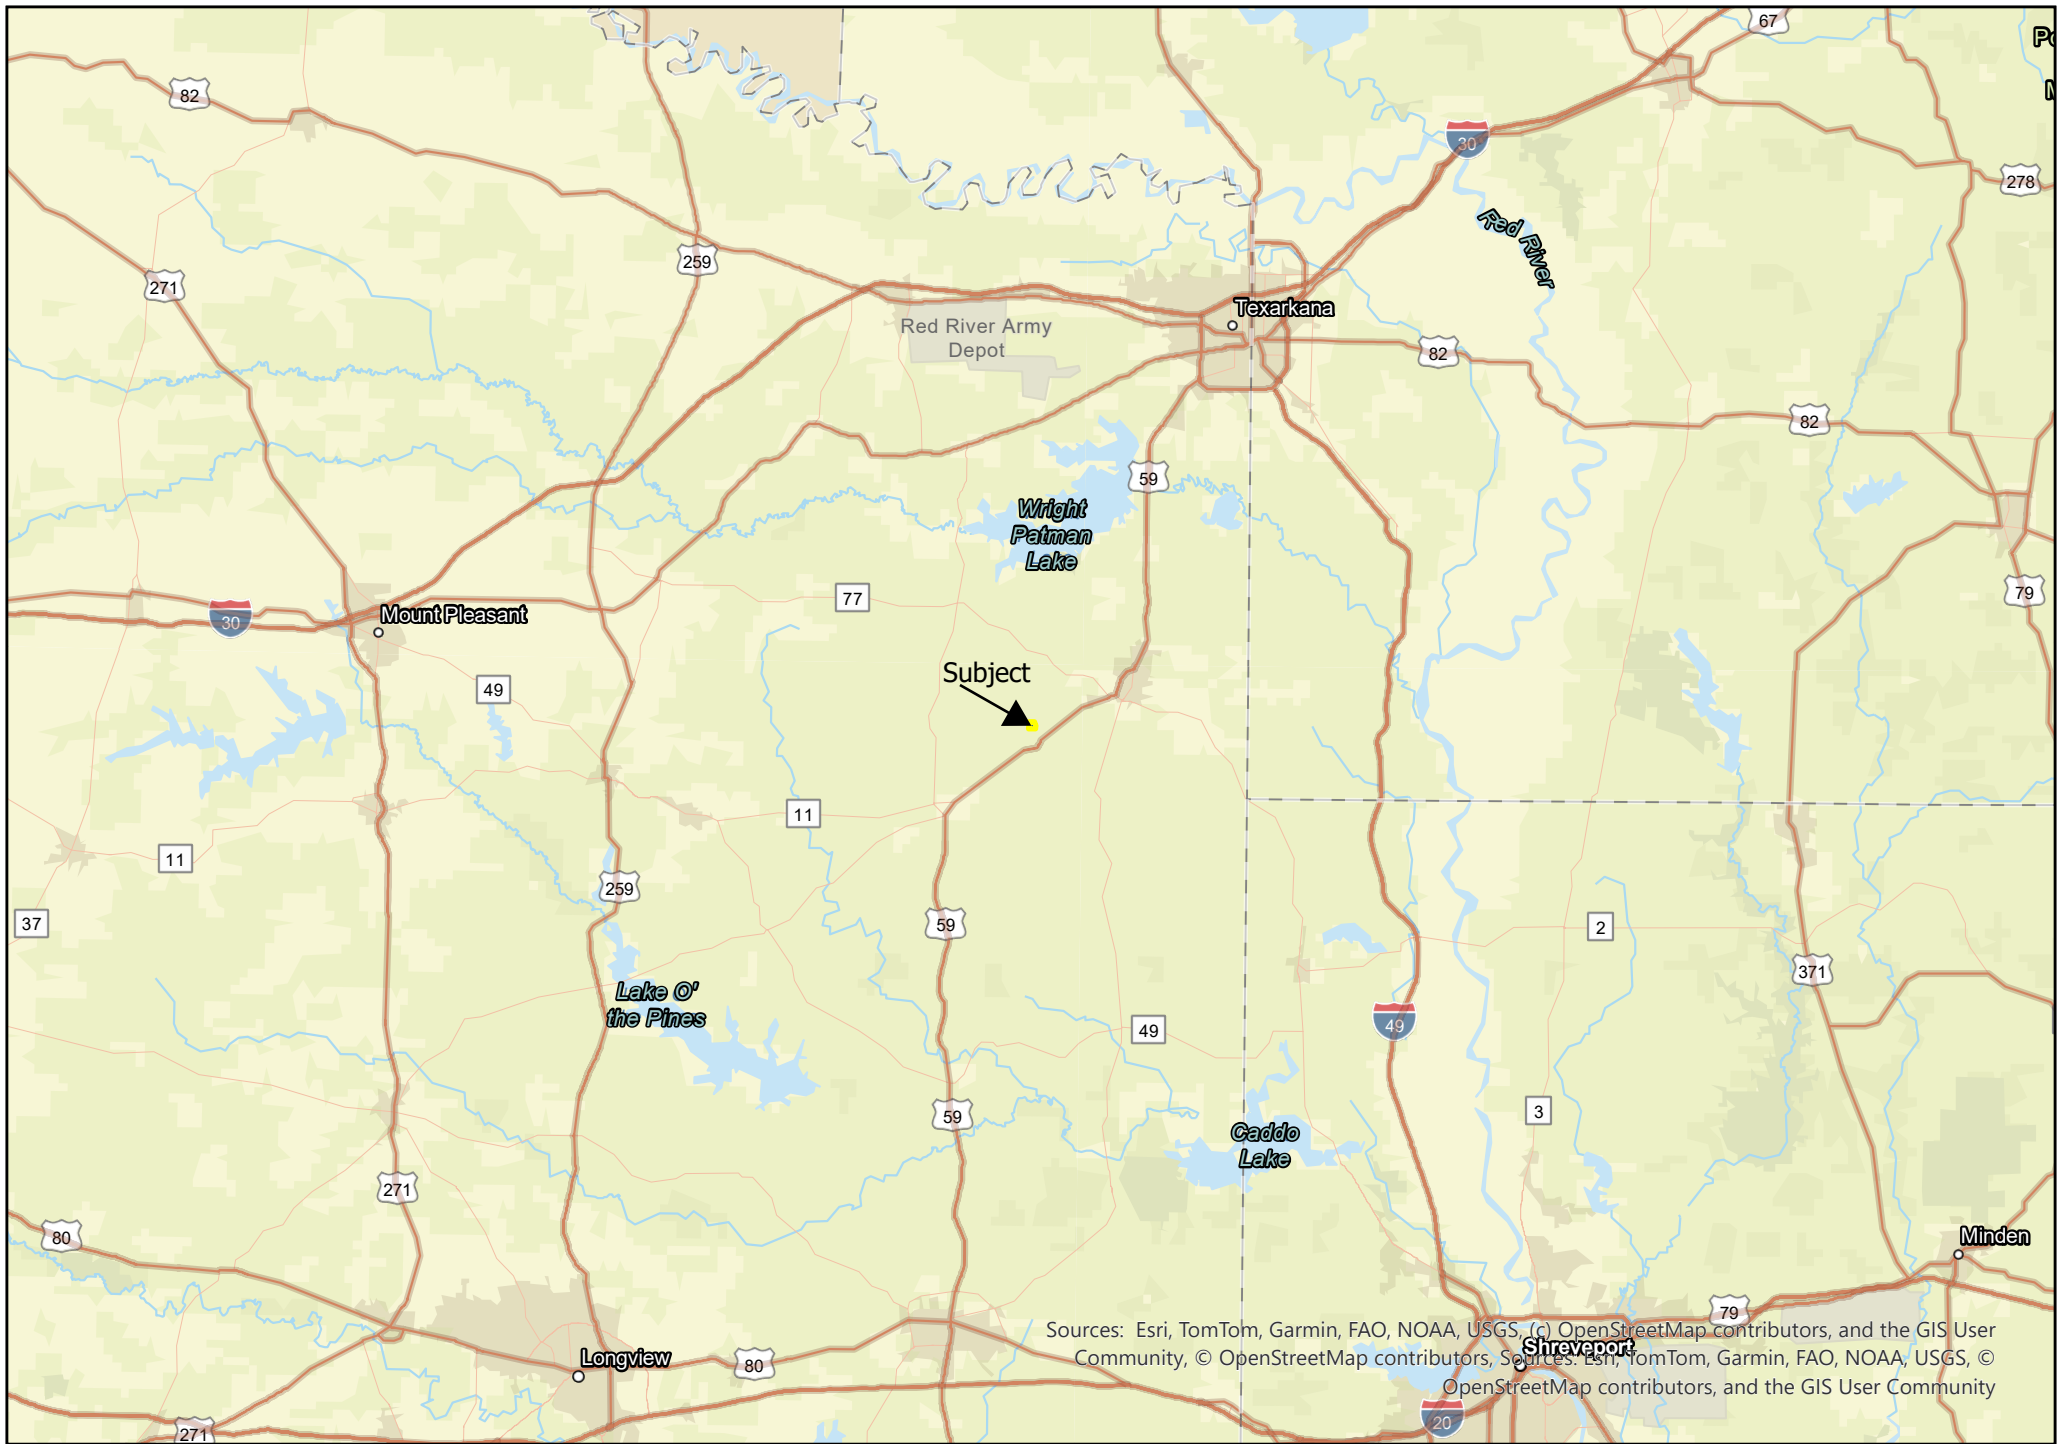 67
Po
82
M
30
278
Red River
259
271
Texarkana
Red River Army
Depot
82
82
59
Wright
Patman
Lake
79
77
30
Mount Pleasant
Subject
49
11
11
259
37
59
2
371
Lake O'
the Pines
49
49
59
3
Caddo
Lake
271
80
Minden
79
Sources: Esri, TomTom, Garmin, FAO, NOAA, USGS, (c) OpenStreetMap contributors, and the GIS User
Community, © OpenStreetMap contributors, Sources: Esri, TomTom, Garmin, FAO, NOAA, USGS, ©
OpenStreetMap contributors, and the GIS User Community
Shreveport
Longview
80
20
271